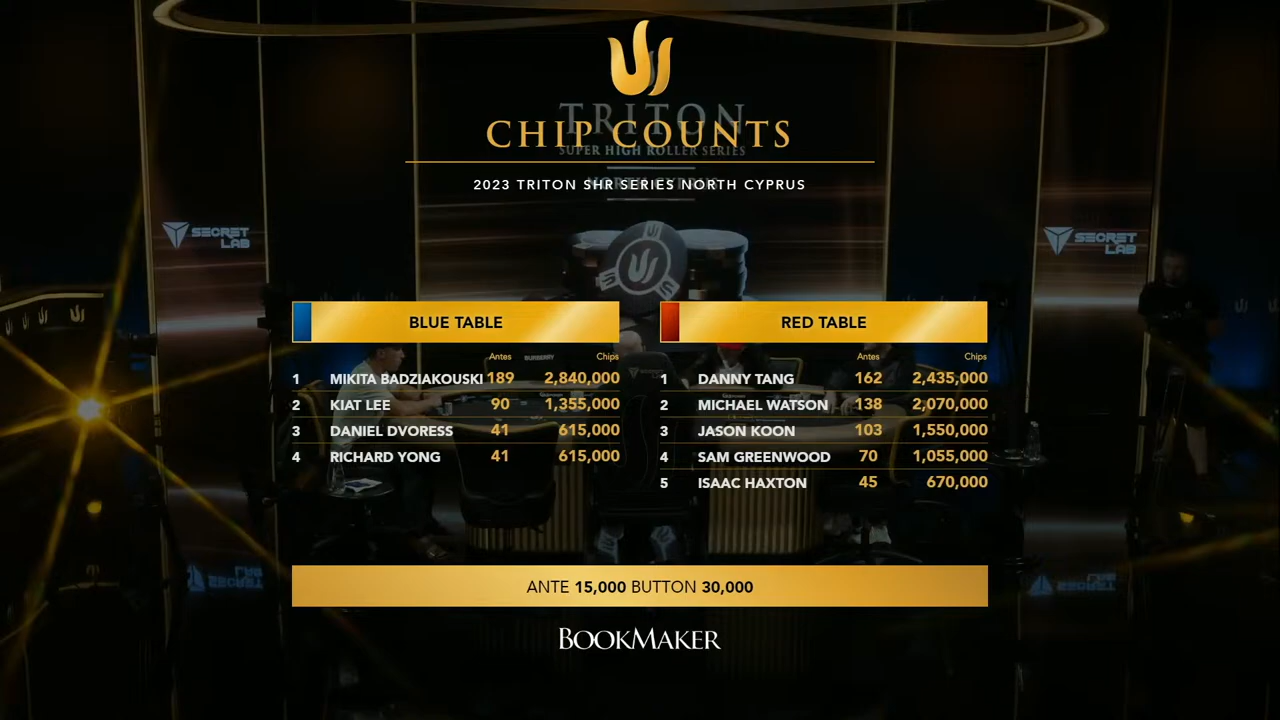 TRITON
CHIP COUNTS
SUPER HIGH ROLLER SERIES
2023 TRITON SHR SERIES NORTH CYPRUS
NORTH CYPRUS
SECRET LAB
SECRET LAB
BLUE TABLE
Antes Chips
1 MIKITA BADZIAKOUSKI 189 2,840,000
2 KIAT LEE 90 1,355,000
3 DANIEL DVORESS 41 615,000
4 RICHARD YONG 41 615,000
RED TABLE
Antes Chips
1 DANNY TANG 162 2,435,000
2 MICHAEL WATSON 138 2,070,000
3 JASON KOON 103 1,550,000
4 SAM GREENWOOD 70 1,055,000
5 ISAAC HAXTON 45 670,000
ANTE 15,000 BUTTON 30,000
BOOKMAKER